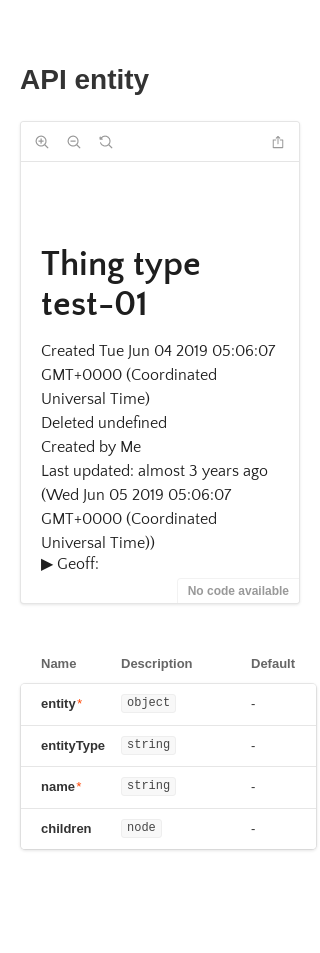 API entity
Thing type
test-01
Created Tue Jun 04 2019 05:06:07
GMT+0000 (Coordinated
Universal Time)
Deleted undefined
Created by Me
Last updated: almost 3 years ago
(Wed Jun 05 2019 05:06:07
GMT+0000 (Coordinated
Universal Time))
▶ Geoff:
No code available
Name Description Default
entity* object -
entityType string -
name* string -
children node -